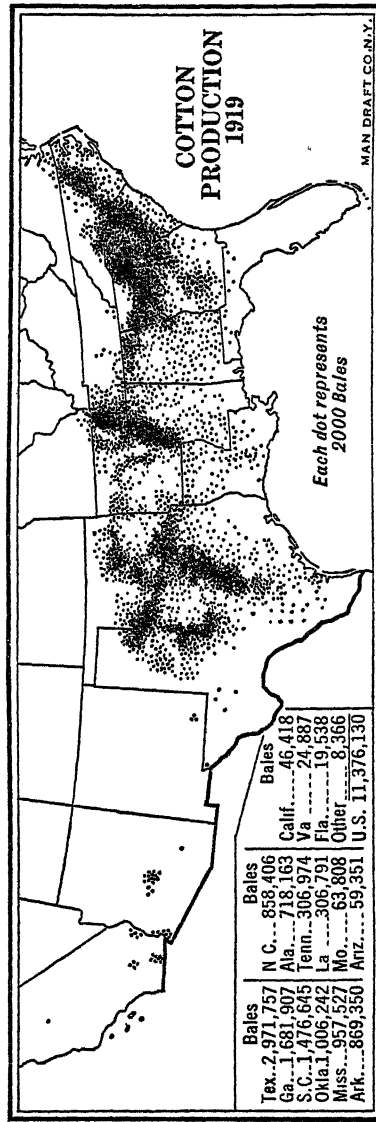 COTTON
PRODUCTION
1919
Each dot represents
2000 Bales
MAN DRAFT CO. N.Y.
Bales
Tex..2,971,757
Ga...1,681,907
S.C..1,476,645
Okla.1,006,242
Miss...957,527
Ark....869,350
Bales
N C.... 858,406
Ala..... 718,163
Tenn.. 306,974
La .... 306,791
Mo..... 63,808
Ariz.... 59,351
Bales
Calif..... 46,418
Va ..... 24,887
Fla...... 19,538
Other .... 8,366
U.S. 11,376,130